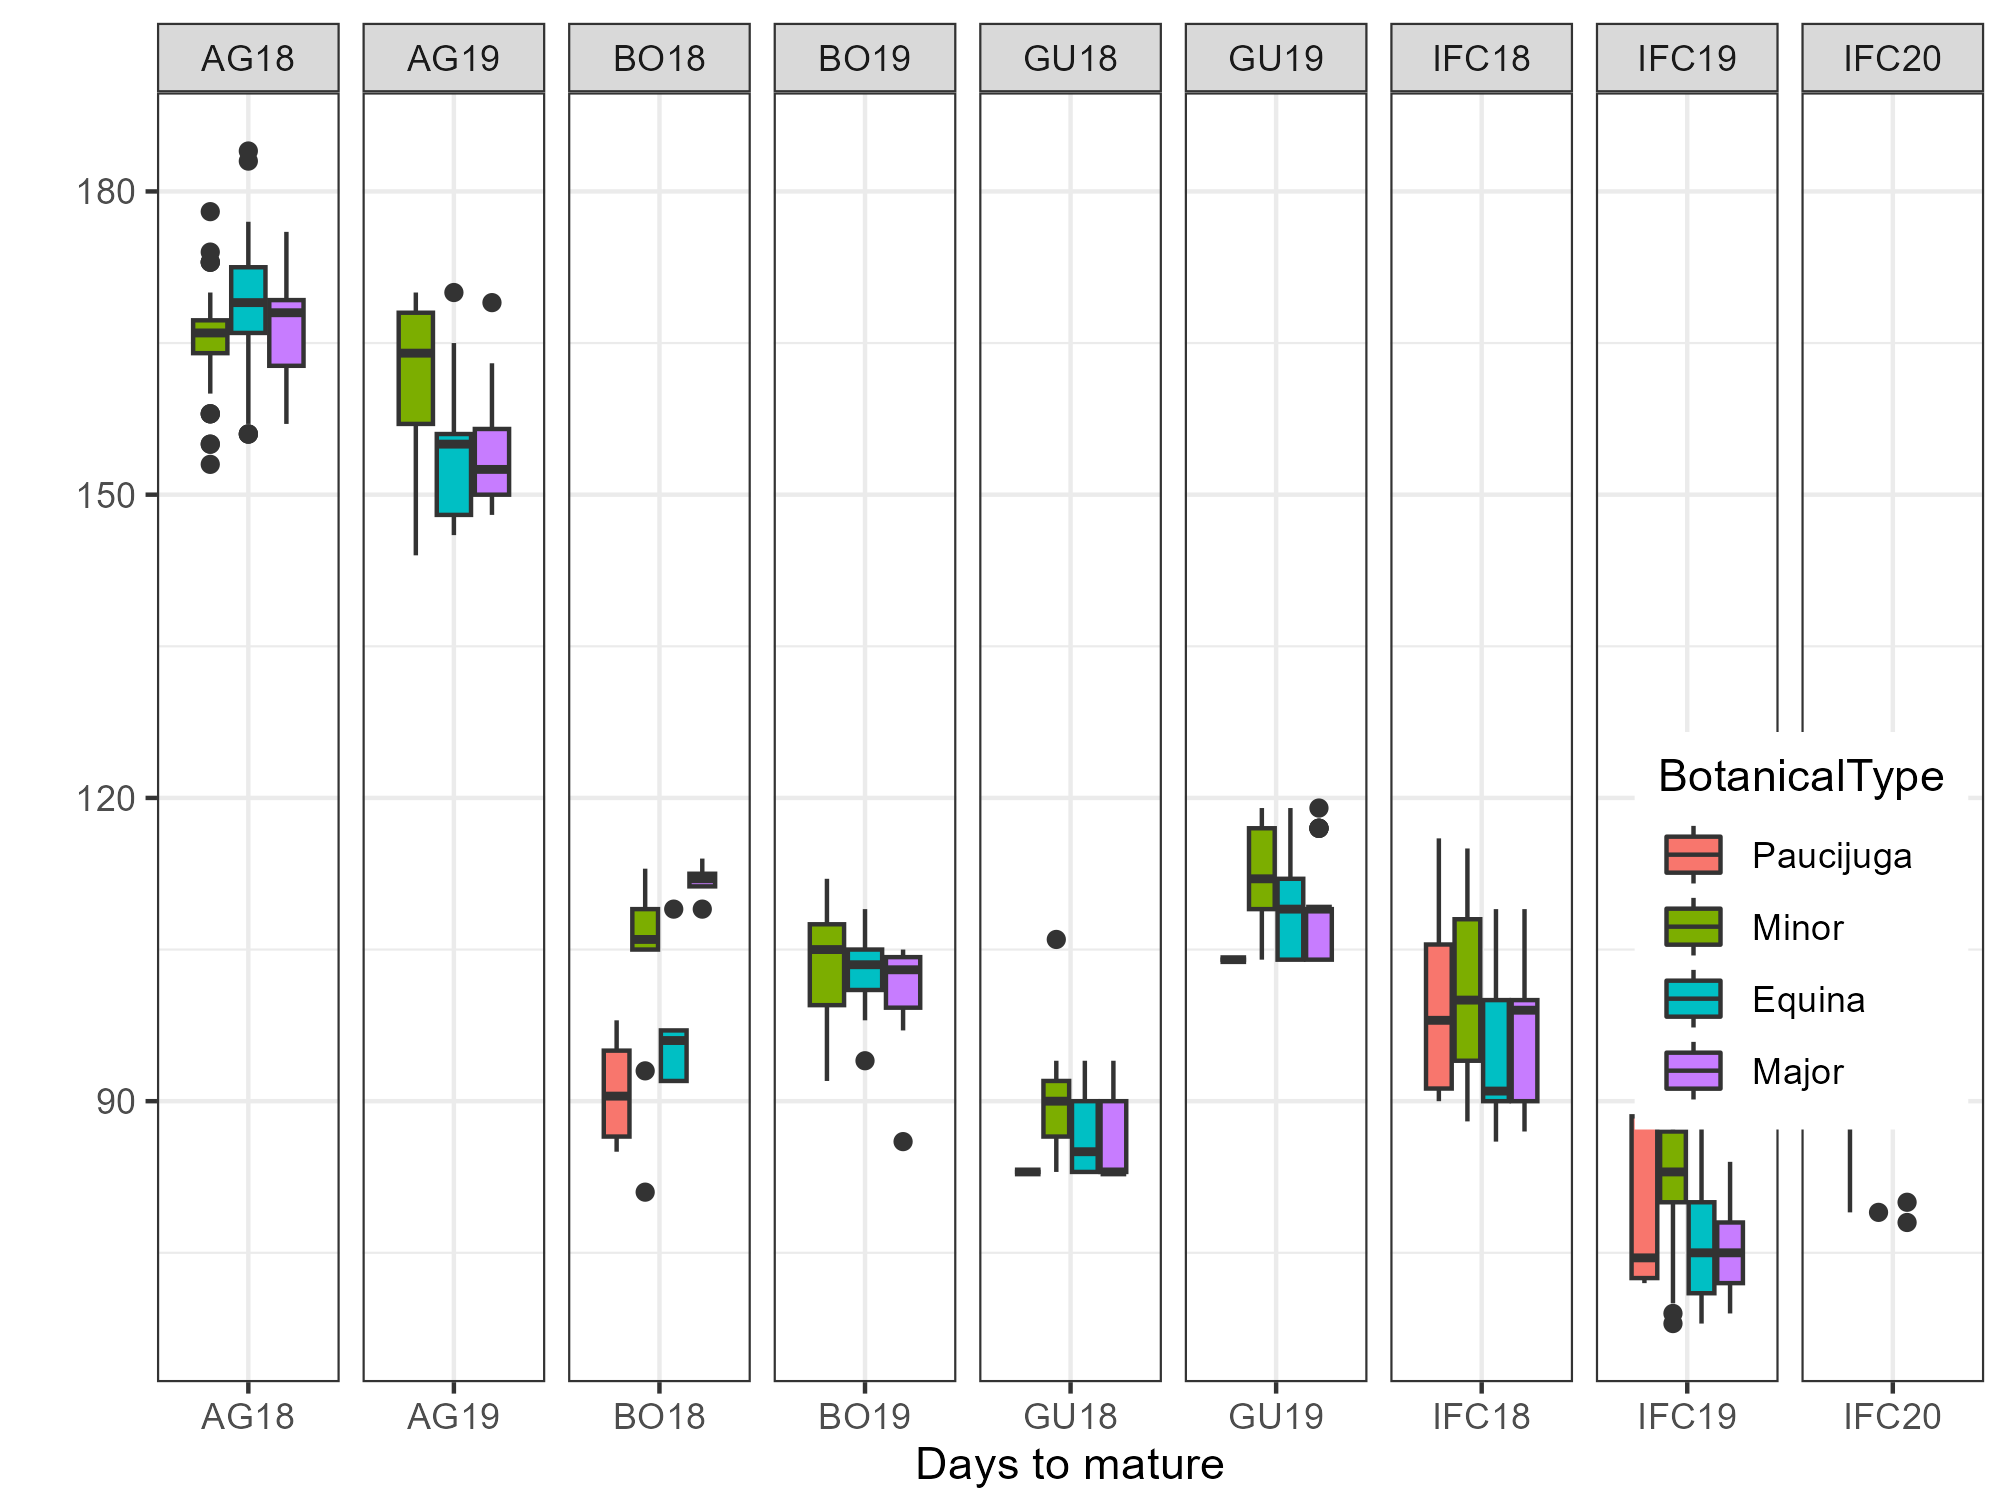 AG18 AG19 BO18 BO19 GU18 GU19 IFC18 IFC19 IFC20
180
150
120
90
BotanicalType
Paucijuga
Minor
Equina
Major
AG18 AG19 BO18 BO19 GU18 GU19 IFC18 IFC19 IFC20
Days to mature